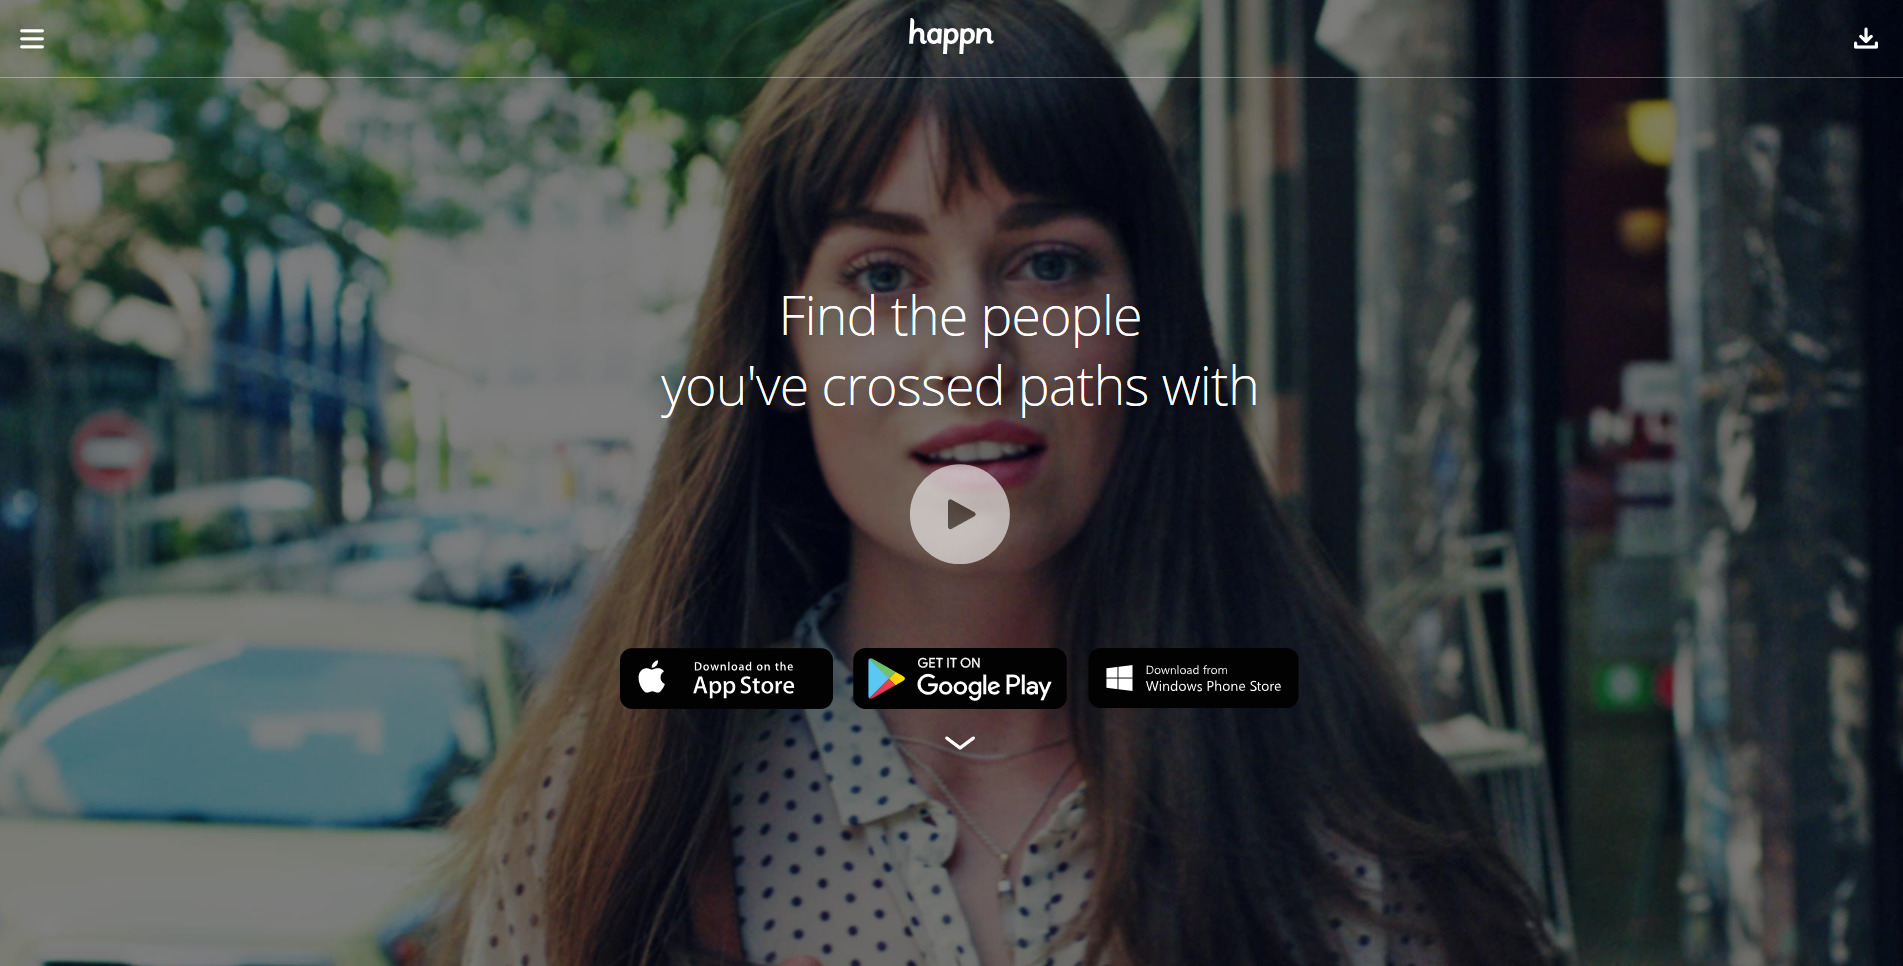 happn
Find the people
you've crossed paths with
Download on the
App Store
GET IT ON
Google Play
Download from
Windows Phone Store